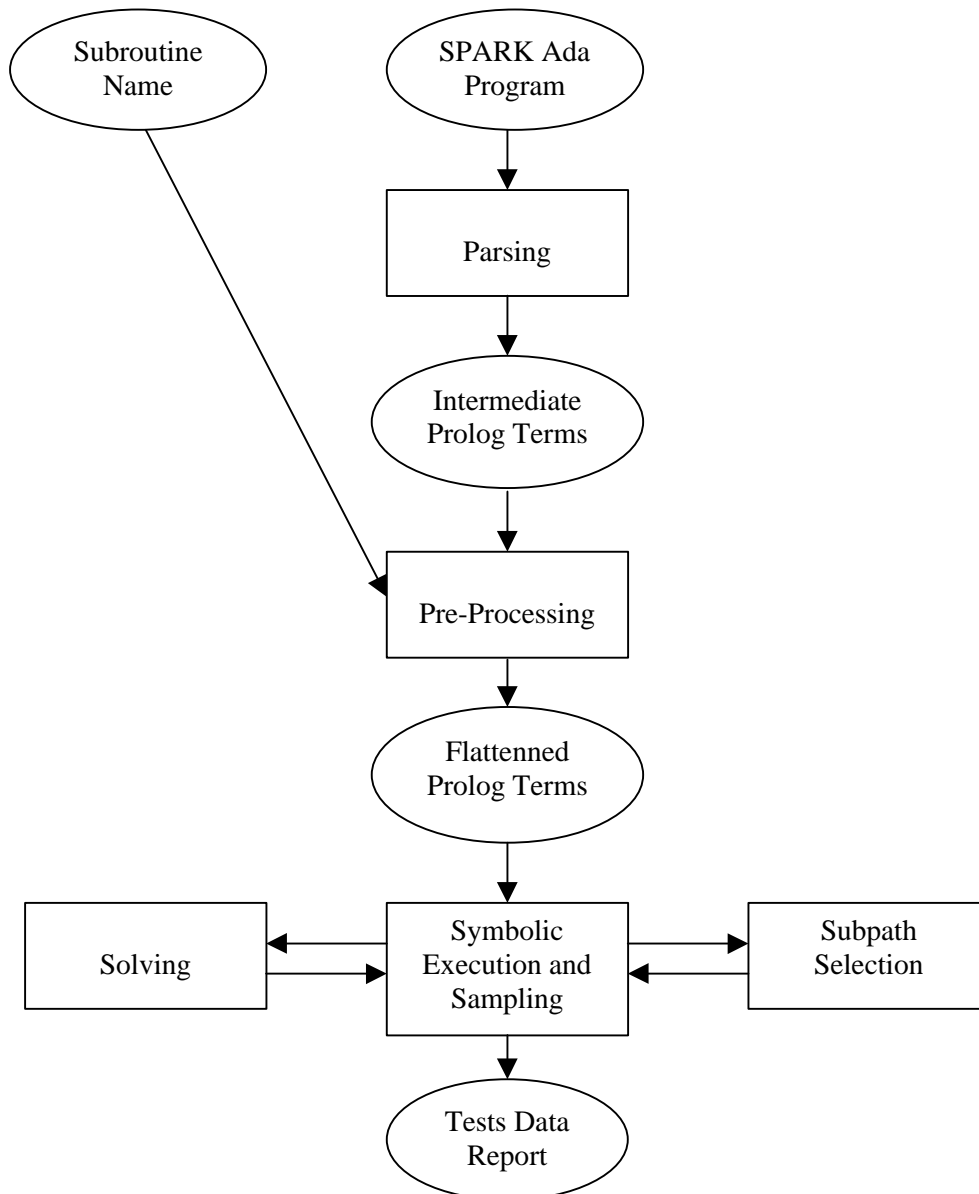 Subroutine
Name
SPARK Ada
Program
Parsing
Intermediate
Prolog Terms
Pre-Processing
Flattenned
Prolog Terms
Solving
Symbolic
Execution and
Sampling
Subpath
Selection
Tests Data
Report